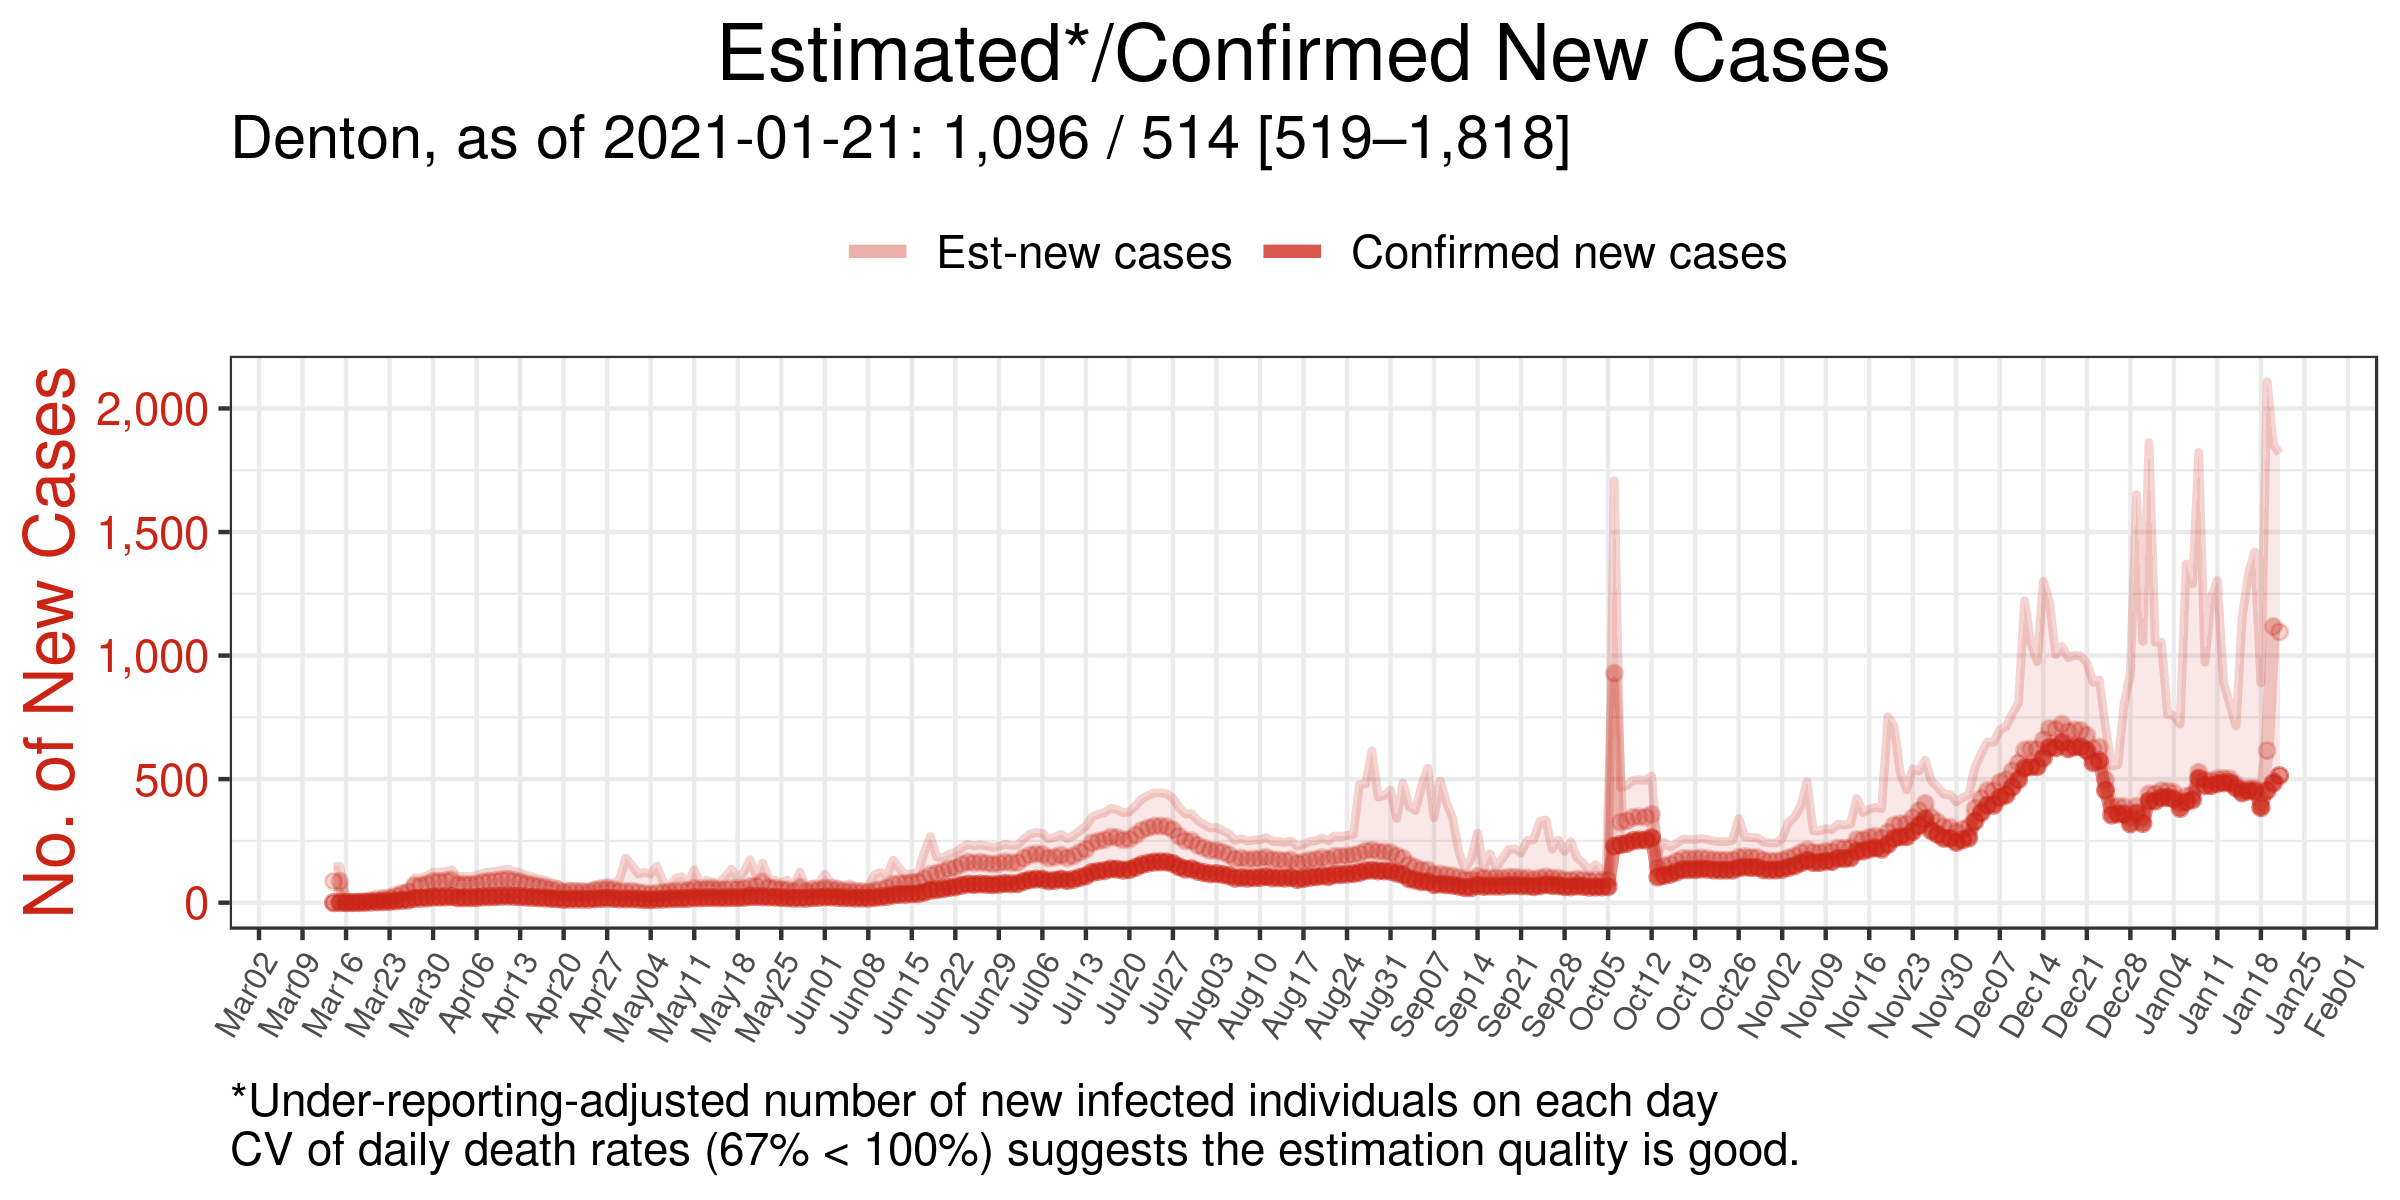 Estimated*/Confirmed New Cases
Denton, as of 2021-01-21: 1,096 / 514 [519–1,818]
Est-new cases Confirmed new cases
No. of New Cases
2,000
1,500
1,000
500
0
Mar02 Mar09 Mar16 Mar23 Mar30 Apr06 Apr13 Apr20 Apr27 May04 May11 May18 May25 Jun01 Jun08 Jun15 Jun22 Jun29 Jul06 Jul13 Jul20 Jul27 Aug03 Aug10 Aug17 Aug24 Aug31 Sep07 Sep14 Sep21 Sep28 Oct05 Oct12 Oct19 Oct26 Nov02 Nov09 Nov16 Nov23 Nov30 Dec07 Dec14 Dec21 Dec28 Jan04 Jan11 Jan18 Jan25 Feb01
*Under-reporting-adjusted number of new infected individuals on each day
CV of daily death rates (67% < 100%) suggests the estimation quality is good.